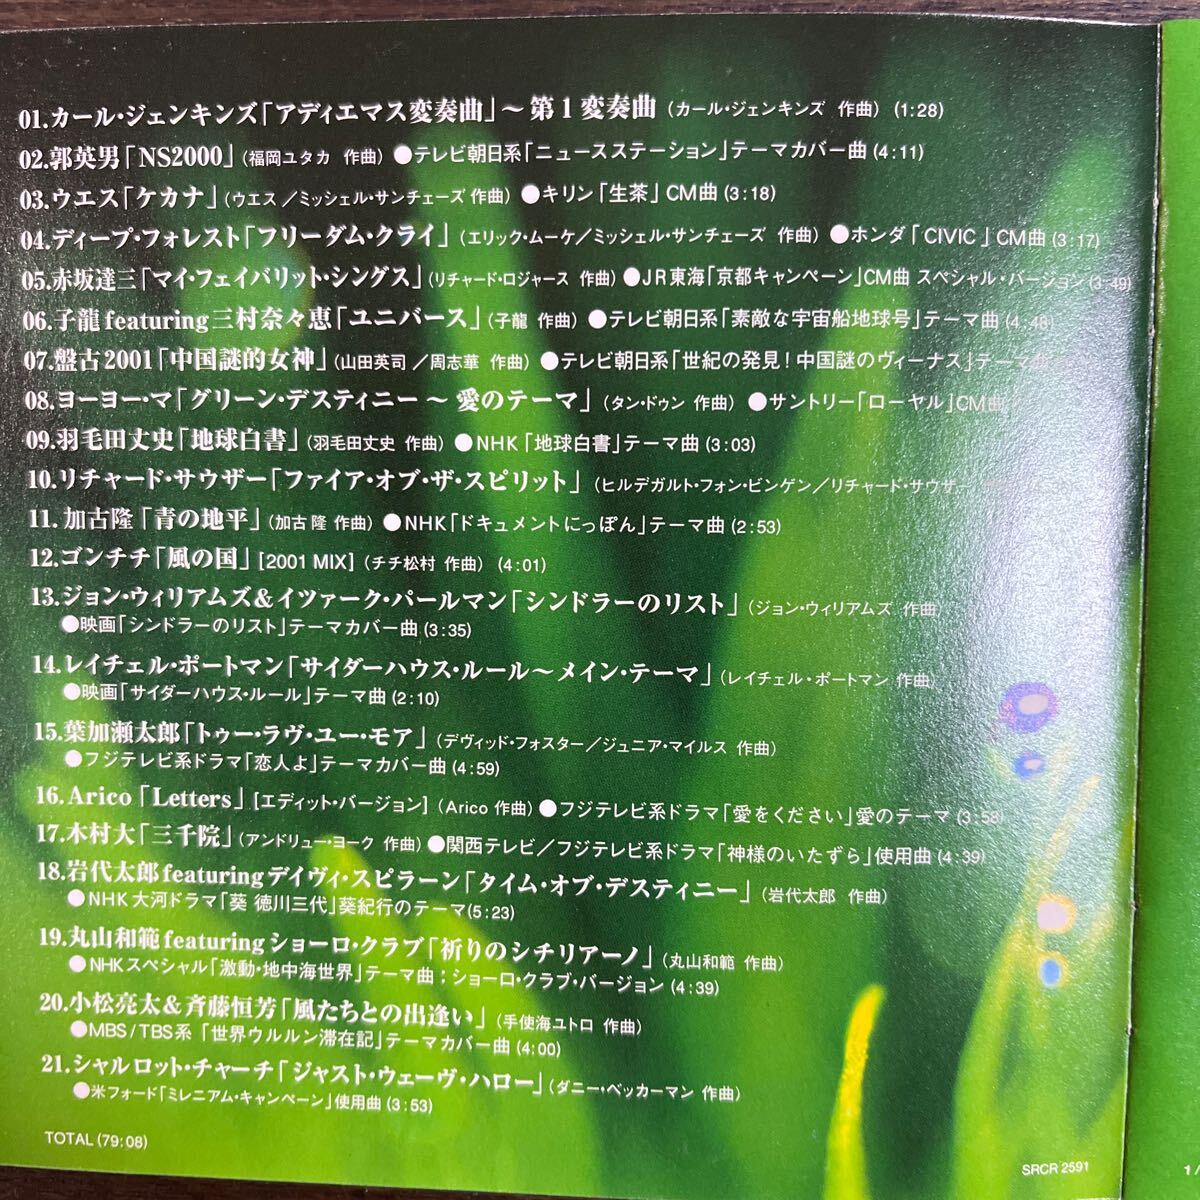 01.カール・ジェンキンズ「アディエマス変奏曲」〜第1変奏曲 (カール・ジェンキンズ 作曲) (1:28)
02.郭英男「NS2000」(福岡ユタカ 作曲) ●テレビ朝日系「ニュースステーション」テーマカバー曲 (4:11)
03.ウエス「ケカナ」(ウエス／ミッシェル・サンチェーズ 作曲) ●キリン「生茶」CM曲 (3:18)
04.ディープ・フォレスト「フリーダム・クライ」(エリック・ムーケ／ミッシェル・サンチェーズ 作曲) ●ホンダ「CIVIC」CM曲 (3:17)
05.赤坂達三「マイ・フェイバリット・シングス」(リチャード・ロジャース 作曲) ●JR東海「京都キャンペーン」CM曲 スペシャル・バージョン (3:49)
06.子龍featuring三村奈々恵「ユニバース」(子龍 作曲) ●テレビ朝日系「素敵な宇宙船地球号」テーマ曲 (4:48)
07.盤古2001「中国謎的女神」(山田英司／周志華 作曲) ●テレビ朝日系「世紀の発見！中国謎のヴィーナス」テーマ
08.ヨーヨー・マ「グリーン・デスティニー〜愛のテーマ」(タン・ドゥン 作曲) ●サントリー「ローヤル」CM曲
09.羽毛田丈史「地球白書」(羽毛田丈史 作曲) ●NHK「地球白書」テーマ曲 (3:03)
10.リチャード・サウザー「ファイア・オブ・ザ・スピリット」(ヒルデガルト・フォン・ビンゲン／リチャード・サウザー
11.加古隆「青の地平」(加古 隆 作曲) ●NHK「ドキュメントにっぽん」テーマ曲 (2:53)
12.ゴンチチ「風の国」[2001 MIX] (チチ松村 作曲) (4:01)
13.ジョン・ウィリアムズ&イツァーク・パールマン「シンドラーのリスト」(ジョン・ウィリアムズ 作曲)
●映画「シンドラーのリスト」テーマカバー曲 (3:35)
14.レイチェル・ポートマン「サイダーハウス・ルール〜メイン・テーマ」(レイチェル・ポートマン 作曲)
●映画「サイダーハウス・ルール」テーマ曲 (2:10)
15.葉加瀬太郎「トゥー・ラヴ・ユー・モア」(デヴィッド・フォスター／ジュニア・マイルス 作曲)
●フジテレビ系ドラマ「恋人よ」テーマカバー曲 (4:59)
16.Arico「Letters」[エディット・バージョン] (Arico 作曲) ●フジテレビ系ドラマ「愛をください」愛のテーマ (3:58)
17.木村大「三千院」(アンドリュー・ヨーク 作曲) ●関西テレビ／フジテレビ系ドラマ「神様のいたずら」使用曲 (4:39)
18.岩代太郎featuringデイヴィ・スピラーン「タイム・オブ・デスティニー」(岩代太郎 作曲)
●NHK大河ドラマ「葵 徳川三代」葵紀行のテーマ(5:23)
19.丸山和範featuringショーロ・クラブ「祈りのシチリアーノ」(丸山和範 作曲)
●NHKスペシャル「激動・地中海世界」テーマ曲；ショーロ・クラブ・バージョン (4:39)
20.小松亮太&斉藤恒芳「風たちとの出逢い」(手使海ユトロ 作曲)
●MBS/TBS系「世界ウルルン滞在記」テーマカバー曲 (4:00)
21.シャルロット・チャーチ「ジャスト・ウェーヴ・ハロー」(ダニー・ベッカーマン 作曲)
●米フォード「ミレニアム・キャンペーン」使用曲 (3:53)
TOTAL (79:08)
SRCR 2591
1/